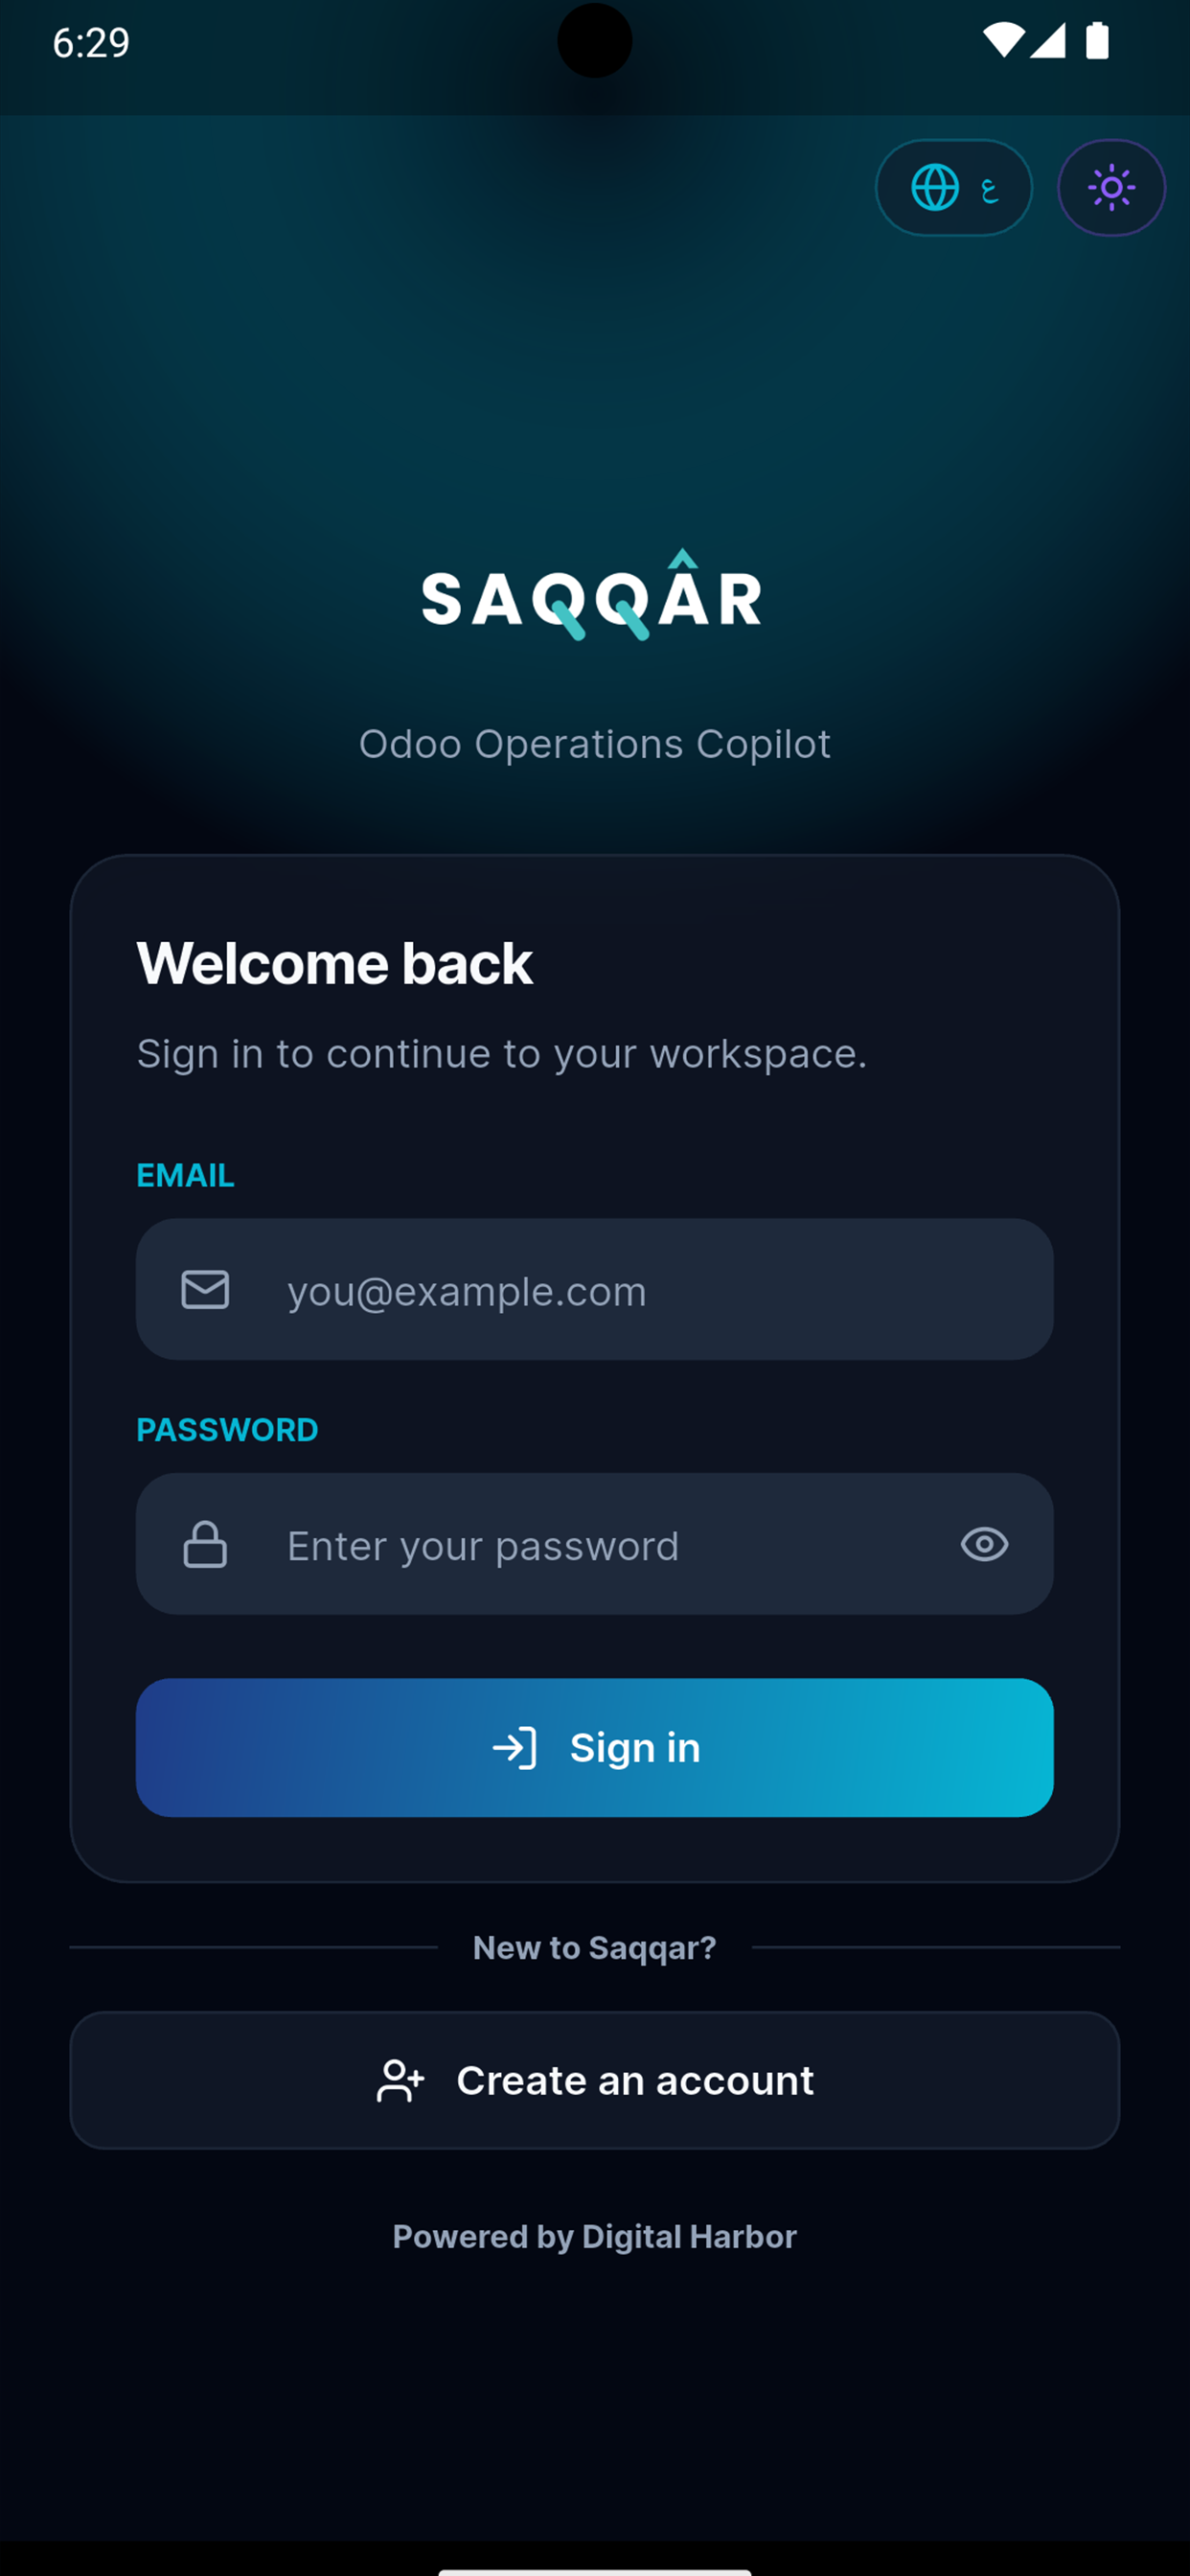 6:29
ع
SAQQÂR
Odoo Operations Copilot
Welcome back
Sign in to continue to your workspace.
EMAIL
you@example.com
PASSWORD
Enter your password
Sign in
New to Saqqar?
Create an account
Powered by Digital Harbor